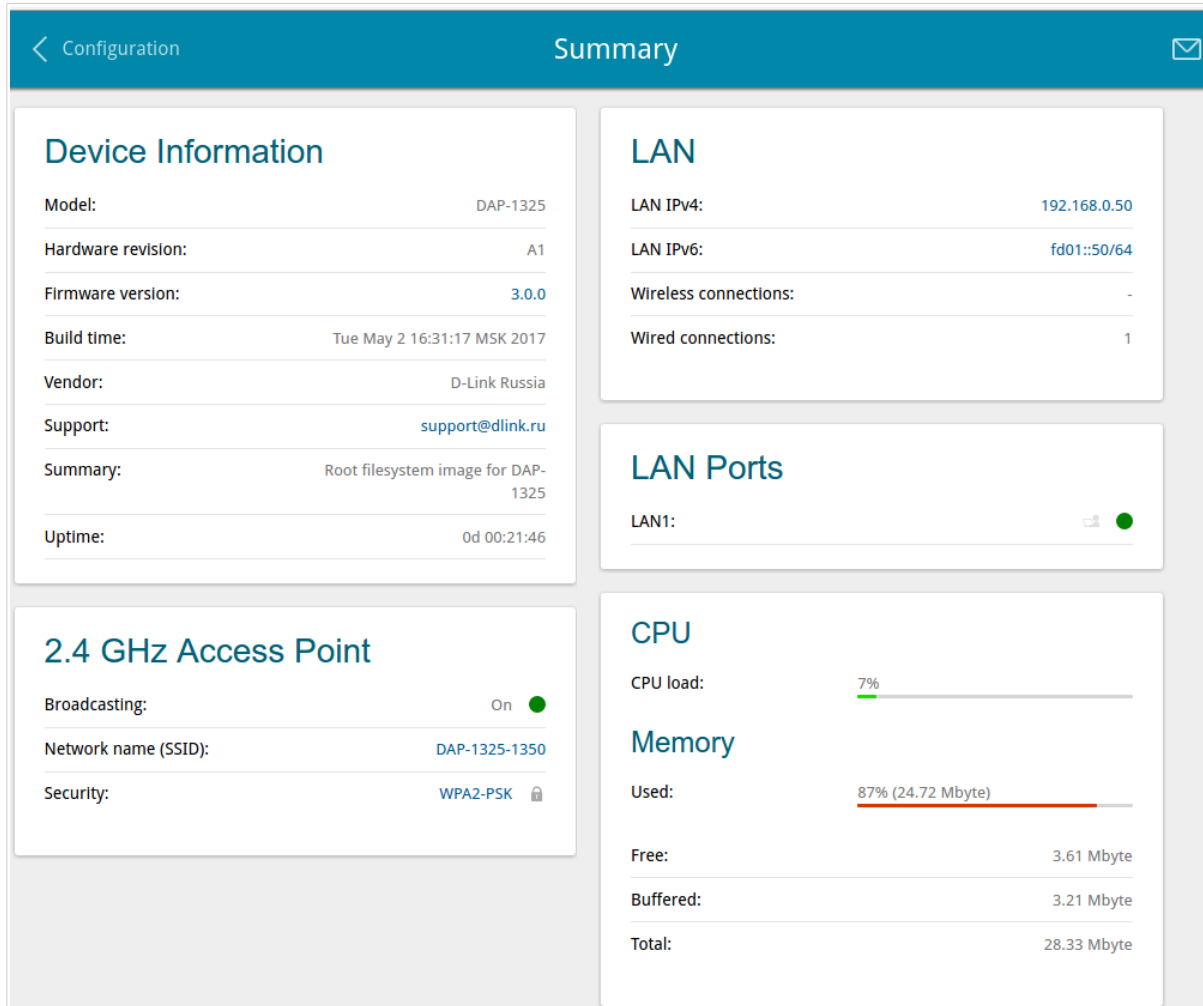 Configuration
Summary
Device Information
Model: DAP-1325
Hardware revision: A1
Firmware version: 3.0.0
Build time: Tue May 2 16:31:17 MSK 2017
Vendor: D-Link Russia
Support: support@dlink.ru
Summary: Root filesystem image for DAP-
1325
Uptime: 0d 00:21:46
2.4 GHz Access Point
Broadcasting: On
Network name (SSID): DAP-1325-1350
Security: WPA2-PSK
LAN
LAN IPv4: 192.168.0.50
LAN IPv6: fd01::50/64
Wireless connections: -
Wired connections: 1
LAN Ports
LAN1:
CPU
CPU load: 7%
Memory
Used: 87% (24.72 Mbyte)
Free: 3.61 Mbyte
Buffered: 3.21 Mbyte
Total: 28.33 Mbyte